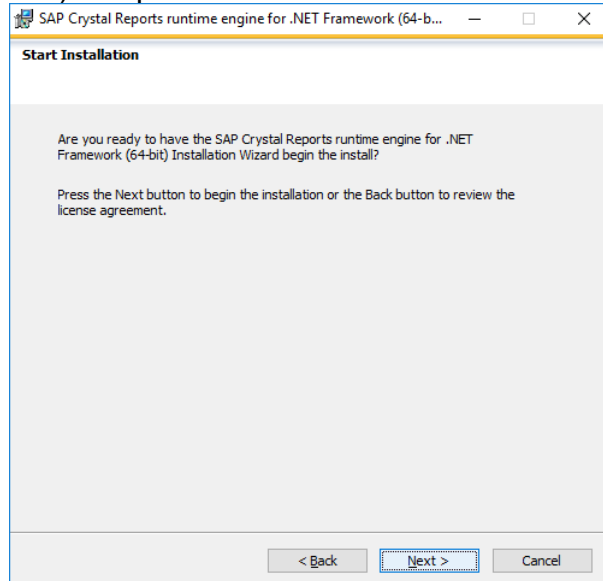 SAP Crystal Reports runtime engine for .NET Framework (64-b...
Start Installation
Are you ready to have the SAP Crystal Reports runtime engine for .NET
Framework (64-bit) Installation Wizard begin the install?
Press the Next button to begin the installation or the Back button to review the
license agreement.
< Back
Next >
Cancel